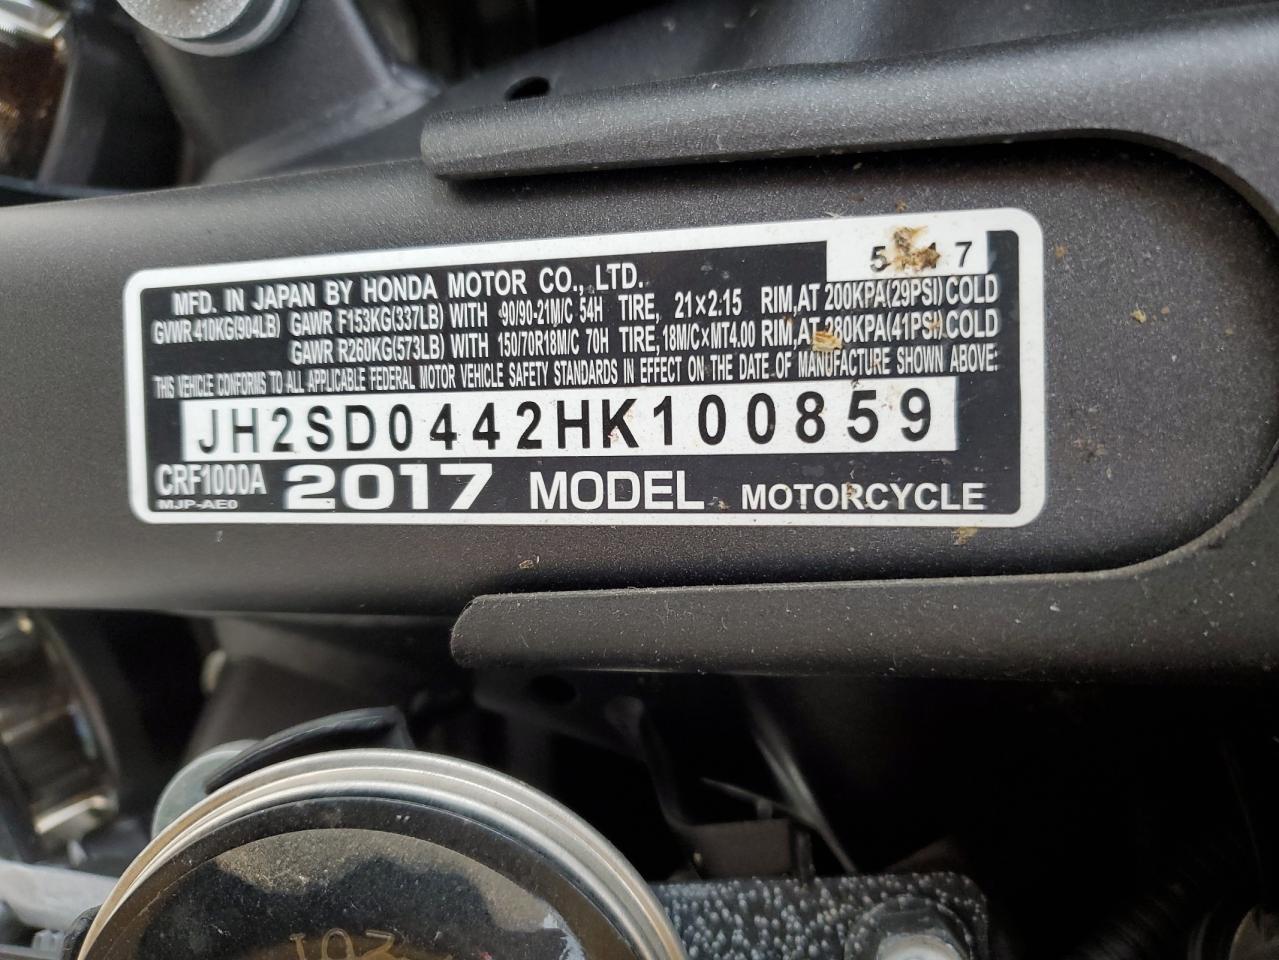 MFD. IN JAPAN BY HONDA MOTOR CO., LTD.
GVWR 410KG(904LB) GAWR F153KG(337LB) WITH 90/90-21M/C 54H TIRE, 21×2.15 RIM, AT 200KPA(29PSI) COLD
GAWR R260KG(573LB) WITH 150/70R18M/C 70H TIRE, 18M/C×MT4.00 RIM, AT 280KPA(41PSI) COLD
THIS VEHICLE CONFORMS TO ALL APPLICABLE FEDERAL MOTOR VEHICLE SAFETY STANDARDS IN EFFECT ON THE DATE OF MANUFACTURE SHOWN ABOVE:
JH2SD0442HK100859
CRF1000A 2017 MODEL MOTORCYCLE
MJP-AE0